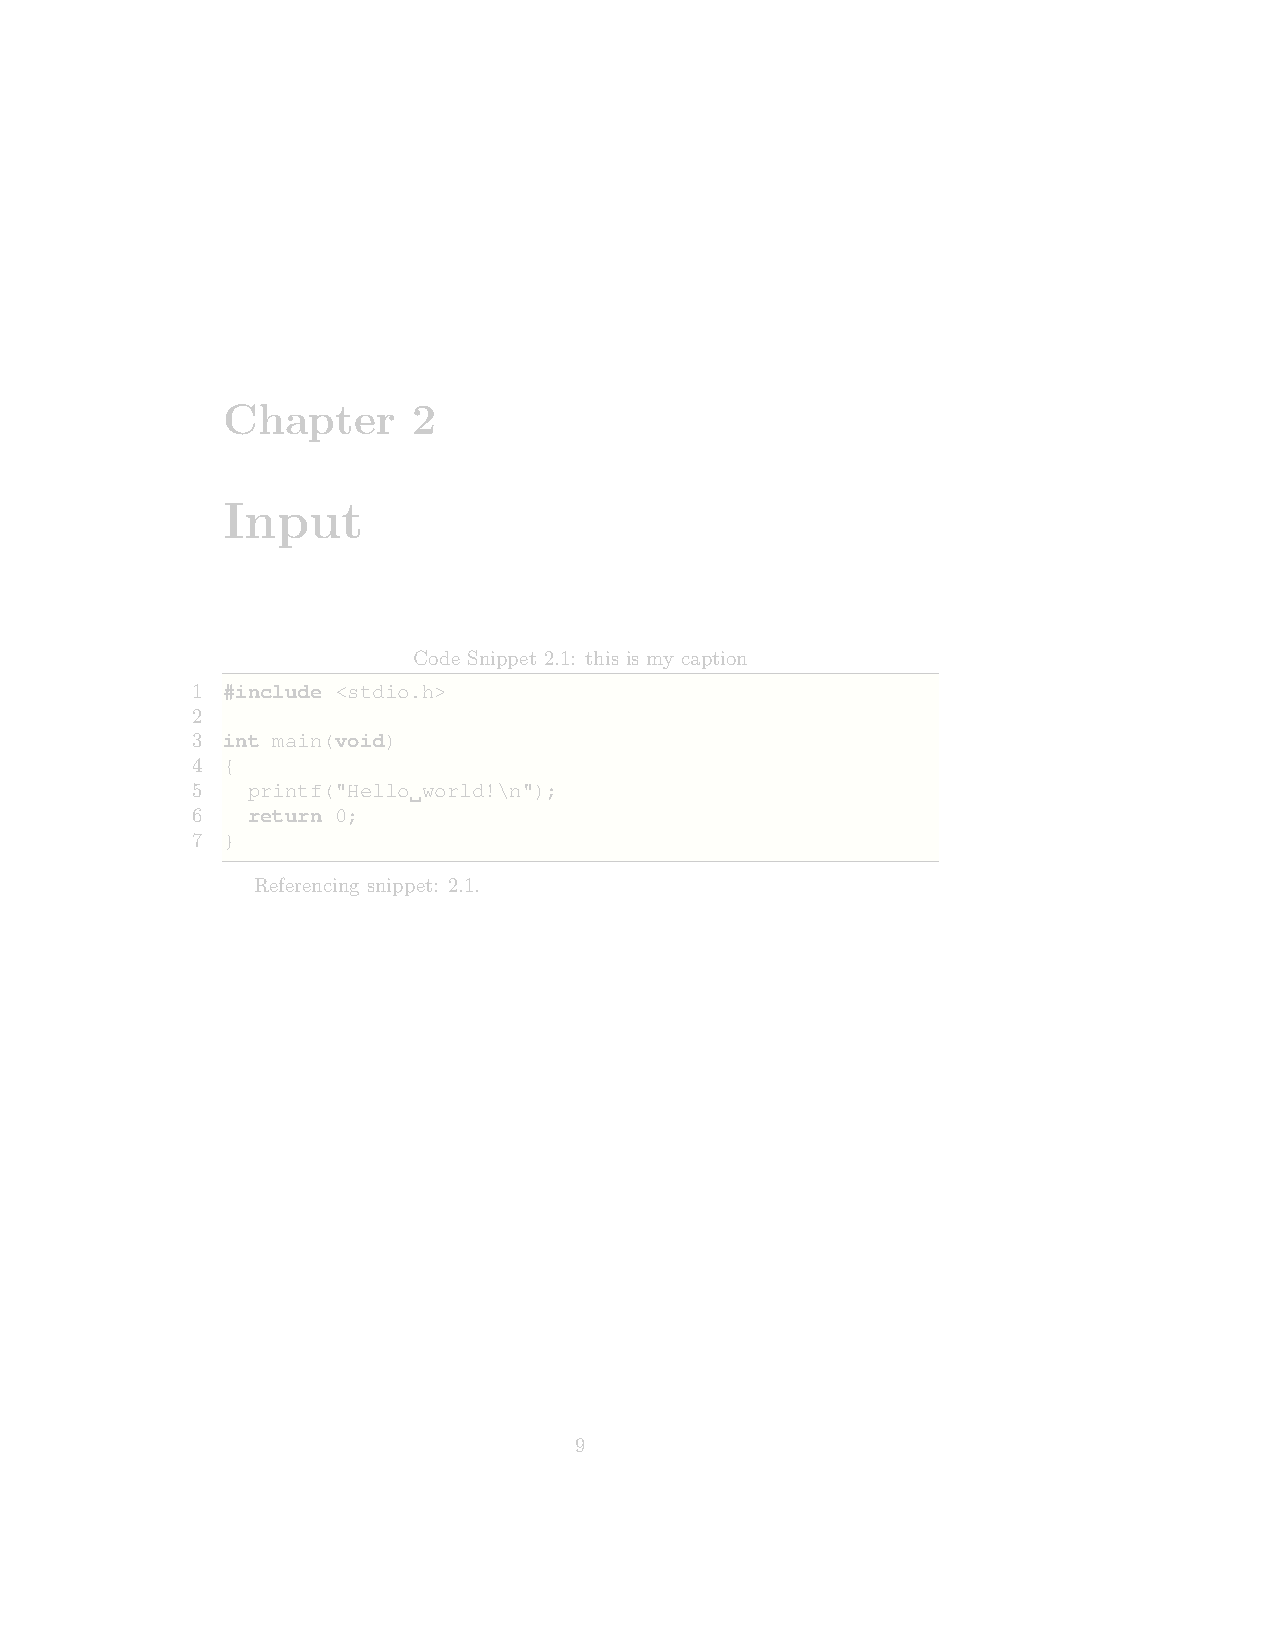 Chapter 2
Input
Code Snippet 2.1: this is my caption
1 #include <stdio.h>
2
3 int main(void)
4 {
5   printf("Hello␣world!\n");
6   return 0;
7 }
Referencing snippet: 2.1.
9